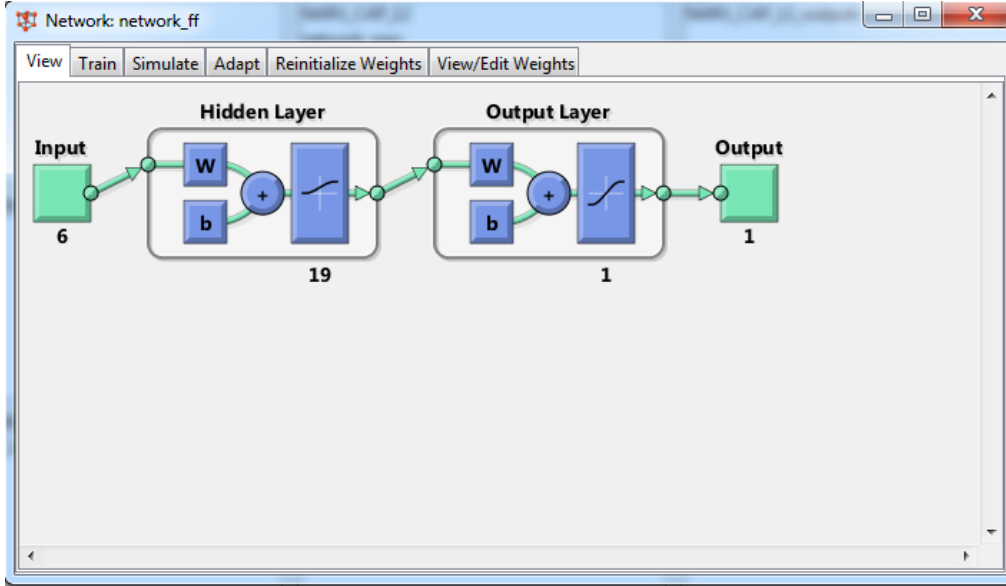 Network: network_ff
View Train Simulate Adapt Reinitialize Weights View/Edit Weights
Hidden Layer Output Layer
Input Output
W b + W b +
6 1
19 1